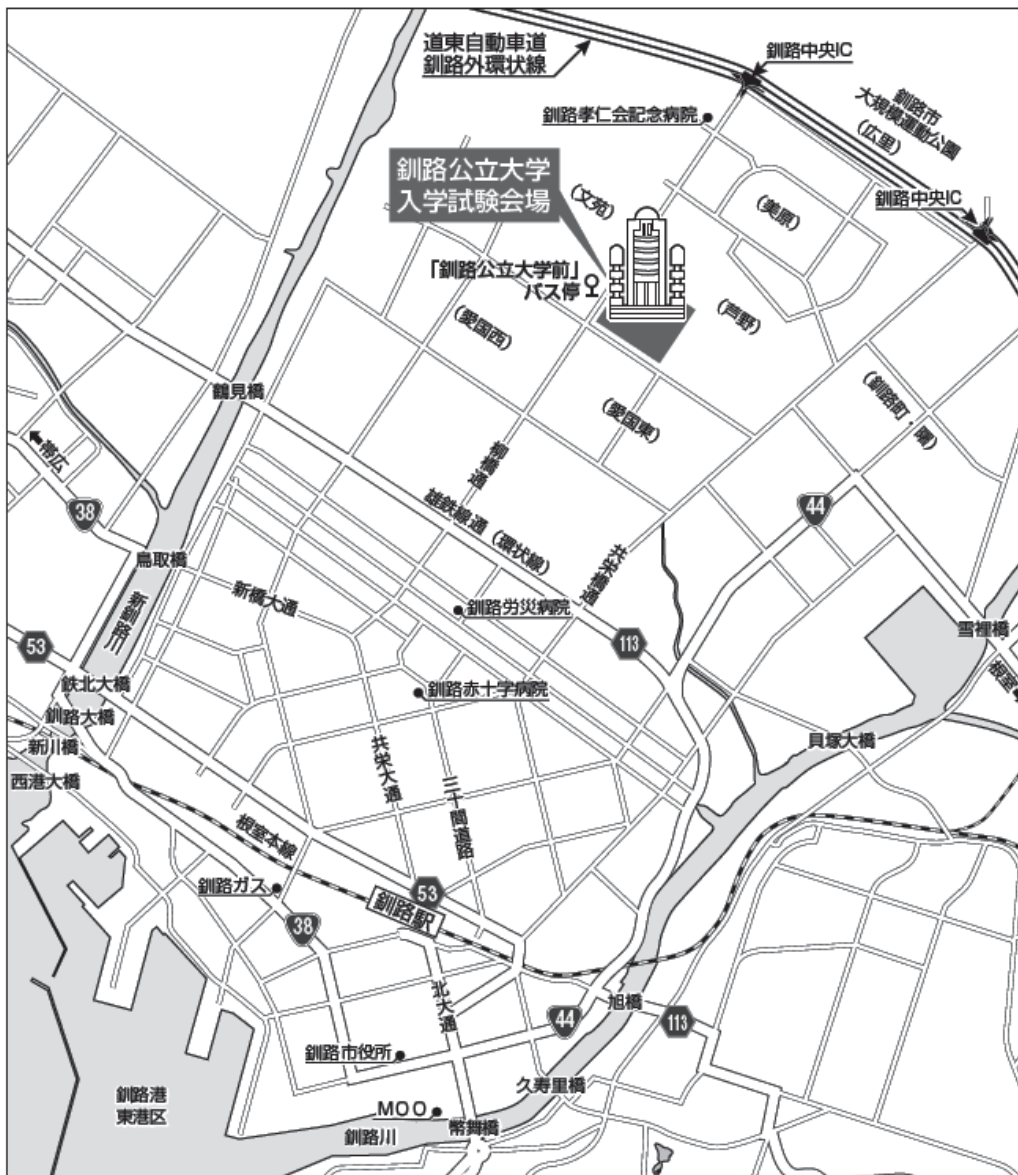 道東自動車道
釧路外環状線
釧路中央IC
釧路市
大規模運動公園
(広里)
釧路孝仁会記念病院
釧路公立大学
入学試験会場
(文苑)
(美原)
釧路中央IC
「釧路公立大学前」
バス停
(芦野)
(愛国西)
鶴見橋
(愛国東)
(釧路町・曙)
帯広
柳橋通
38
44
雄鉄線通(環状線)
鳥取橋
共栄橋通
新橋大通
新釧路川
釧路労災病院
雪裡橋
53
113
鉄北大橋
釧路赤十字病院
釧路大橋
新川橋
貝塚大橋
西港大橋
共栄大通
三十間道路
根室本線
釧路ガス
53
38
釧路駅
北大通
旭橋
44
113
釧路市役所
久寿里橋
釧路港
東港区
MOO
釧路川
幣舞橋